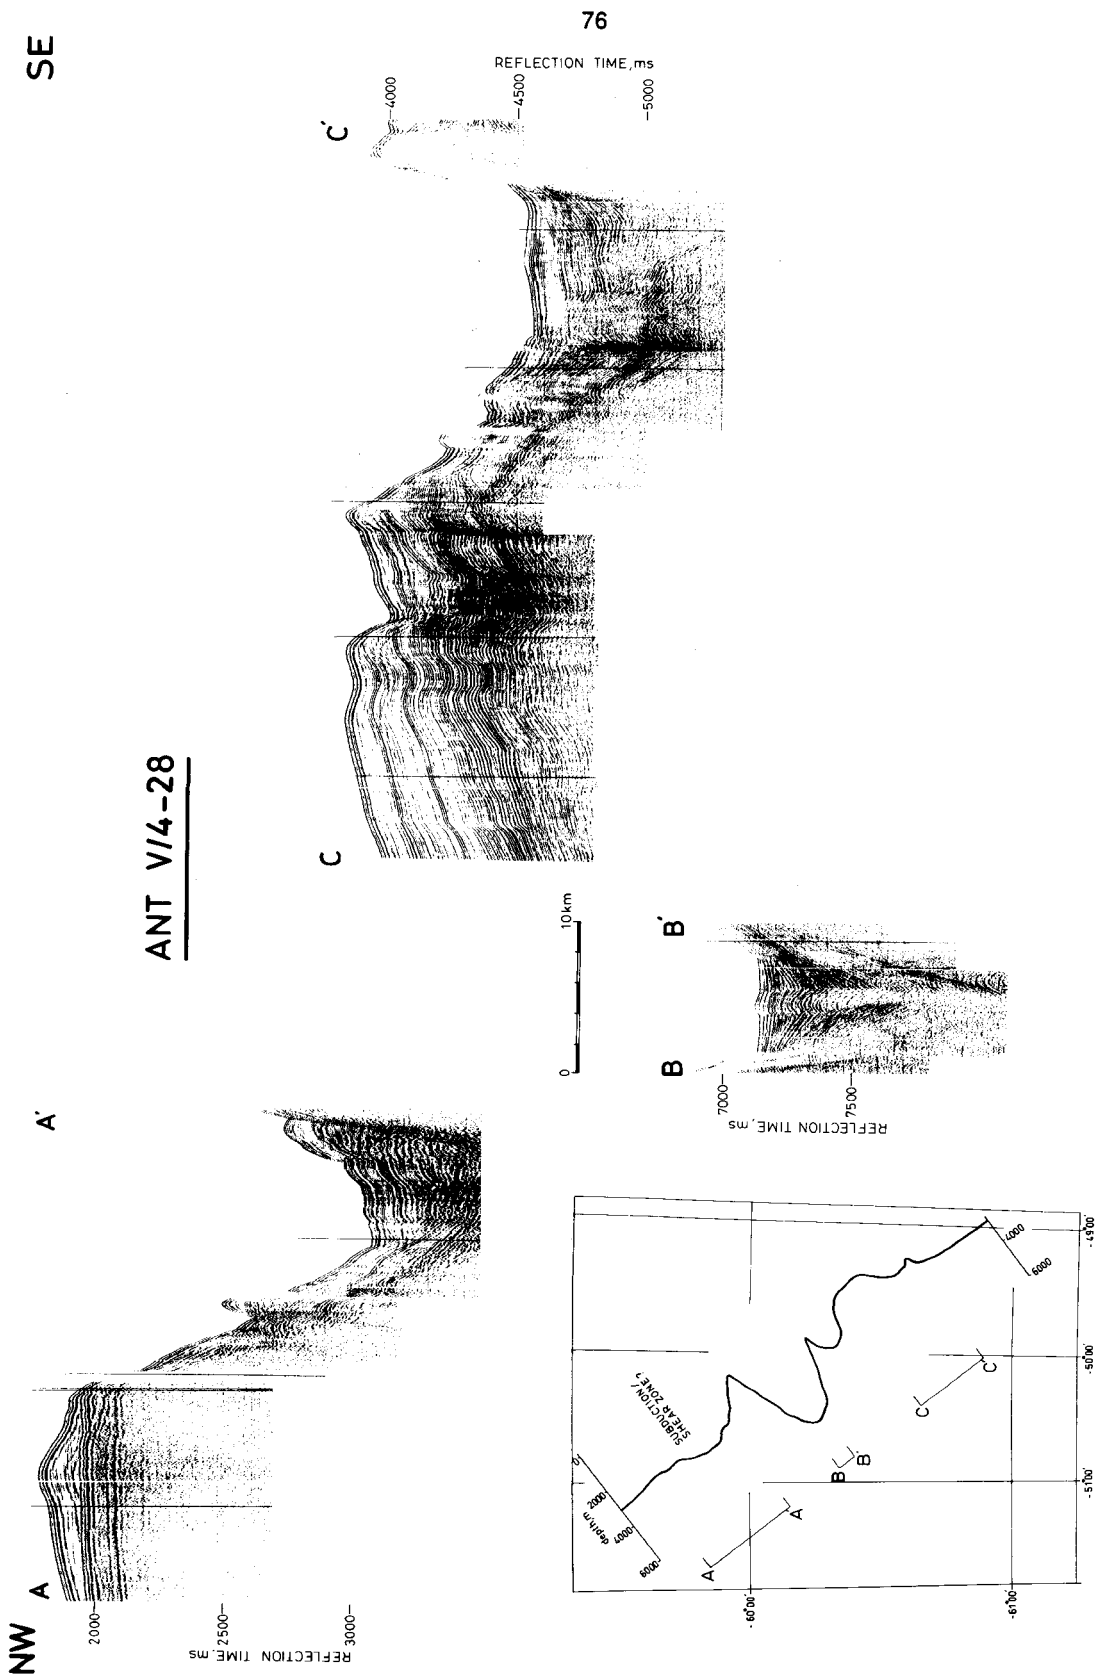 76
NW
SE
ANT V/4-28
A
A'
REFLECTION TIME, ms
2000
2500
3000
C
C'
REFLECTION TIME, ms
4000
4500
5000
0
10km
B
B'
REFLECTION TIME, ms
7000
7500
SUBDUCTION/
SHEAR ZONE?
depth, m
0
2000
4000
6000
4000
6000
A
A
B
B'
C
C
-60°00'
-61°00'
-51°00'
-50°00'
-49°00'